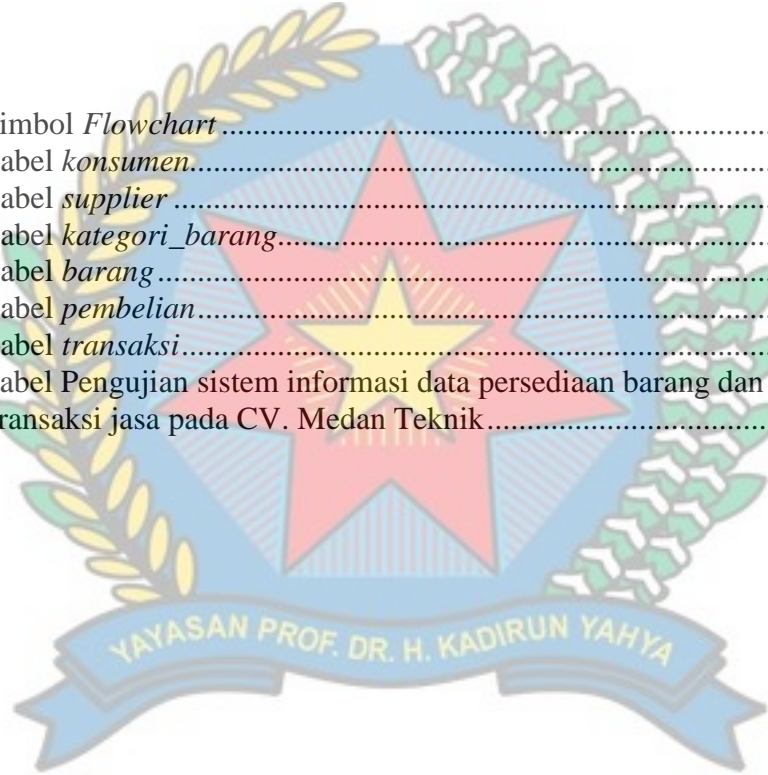 imbol Flowchart ........................................................................
abel konsumen ........................................................................
abel supplier ........................................................................
abel kategori_barang ........................................................................
abel barang ........................................................................
abel pembelian ........................................................................
abel transaksi ........................................................................
abel Pengujian sistem informasi data persediaan barang dan
ransaksi jasa pada CV. Medan Teknik ........................................
YAYASAN PROF. DR. H. KADIRUN YAHYA